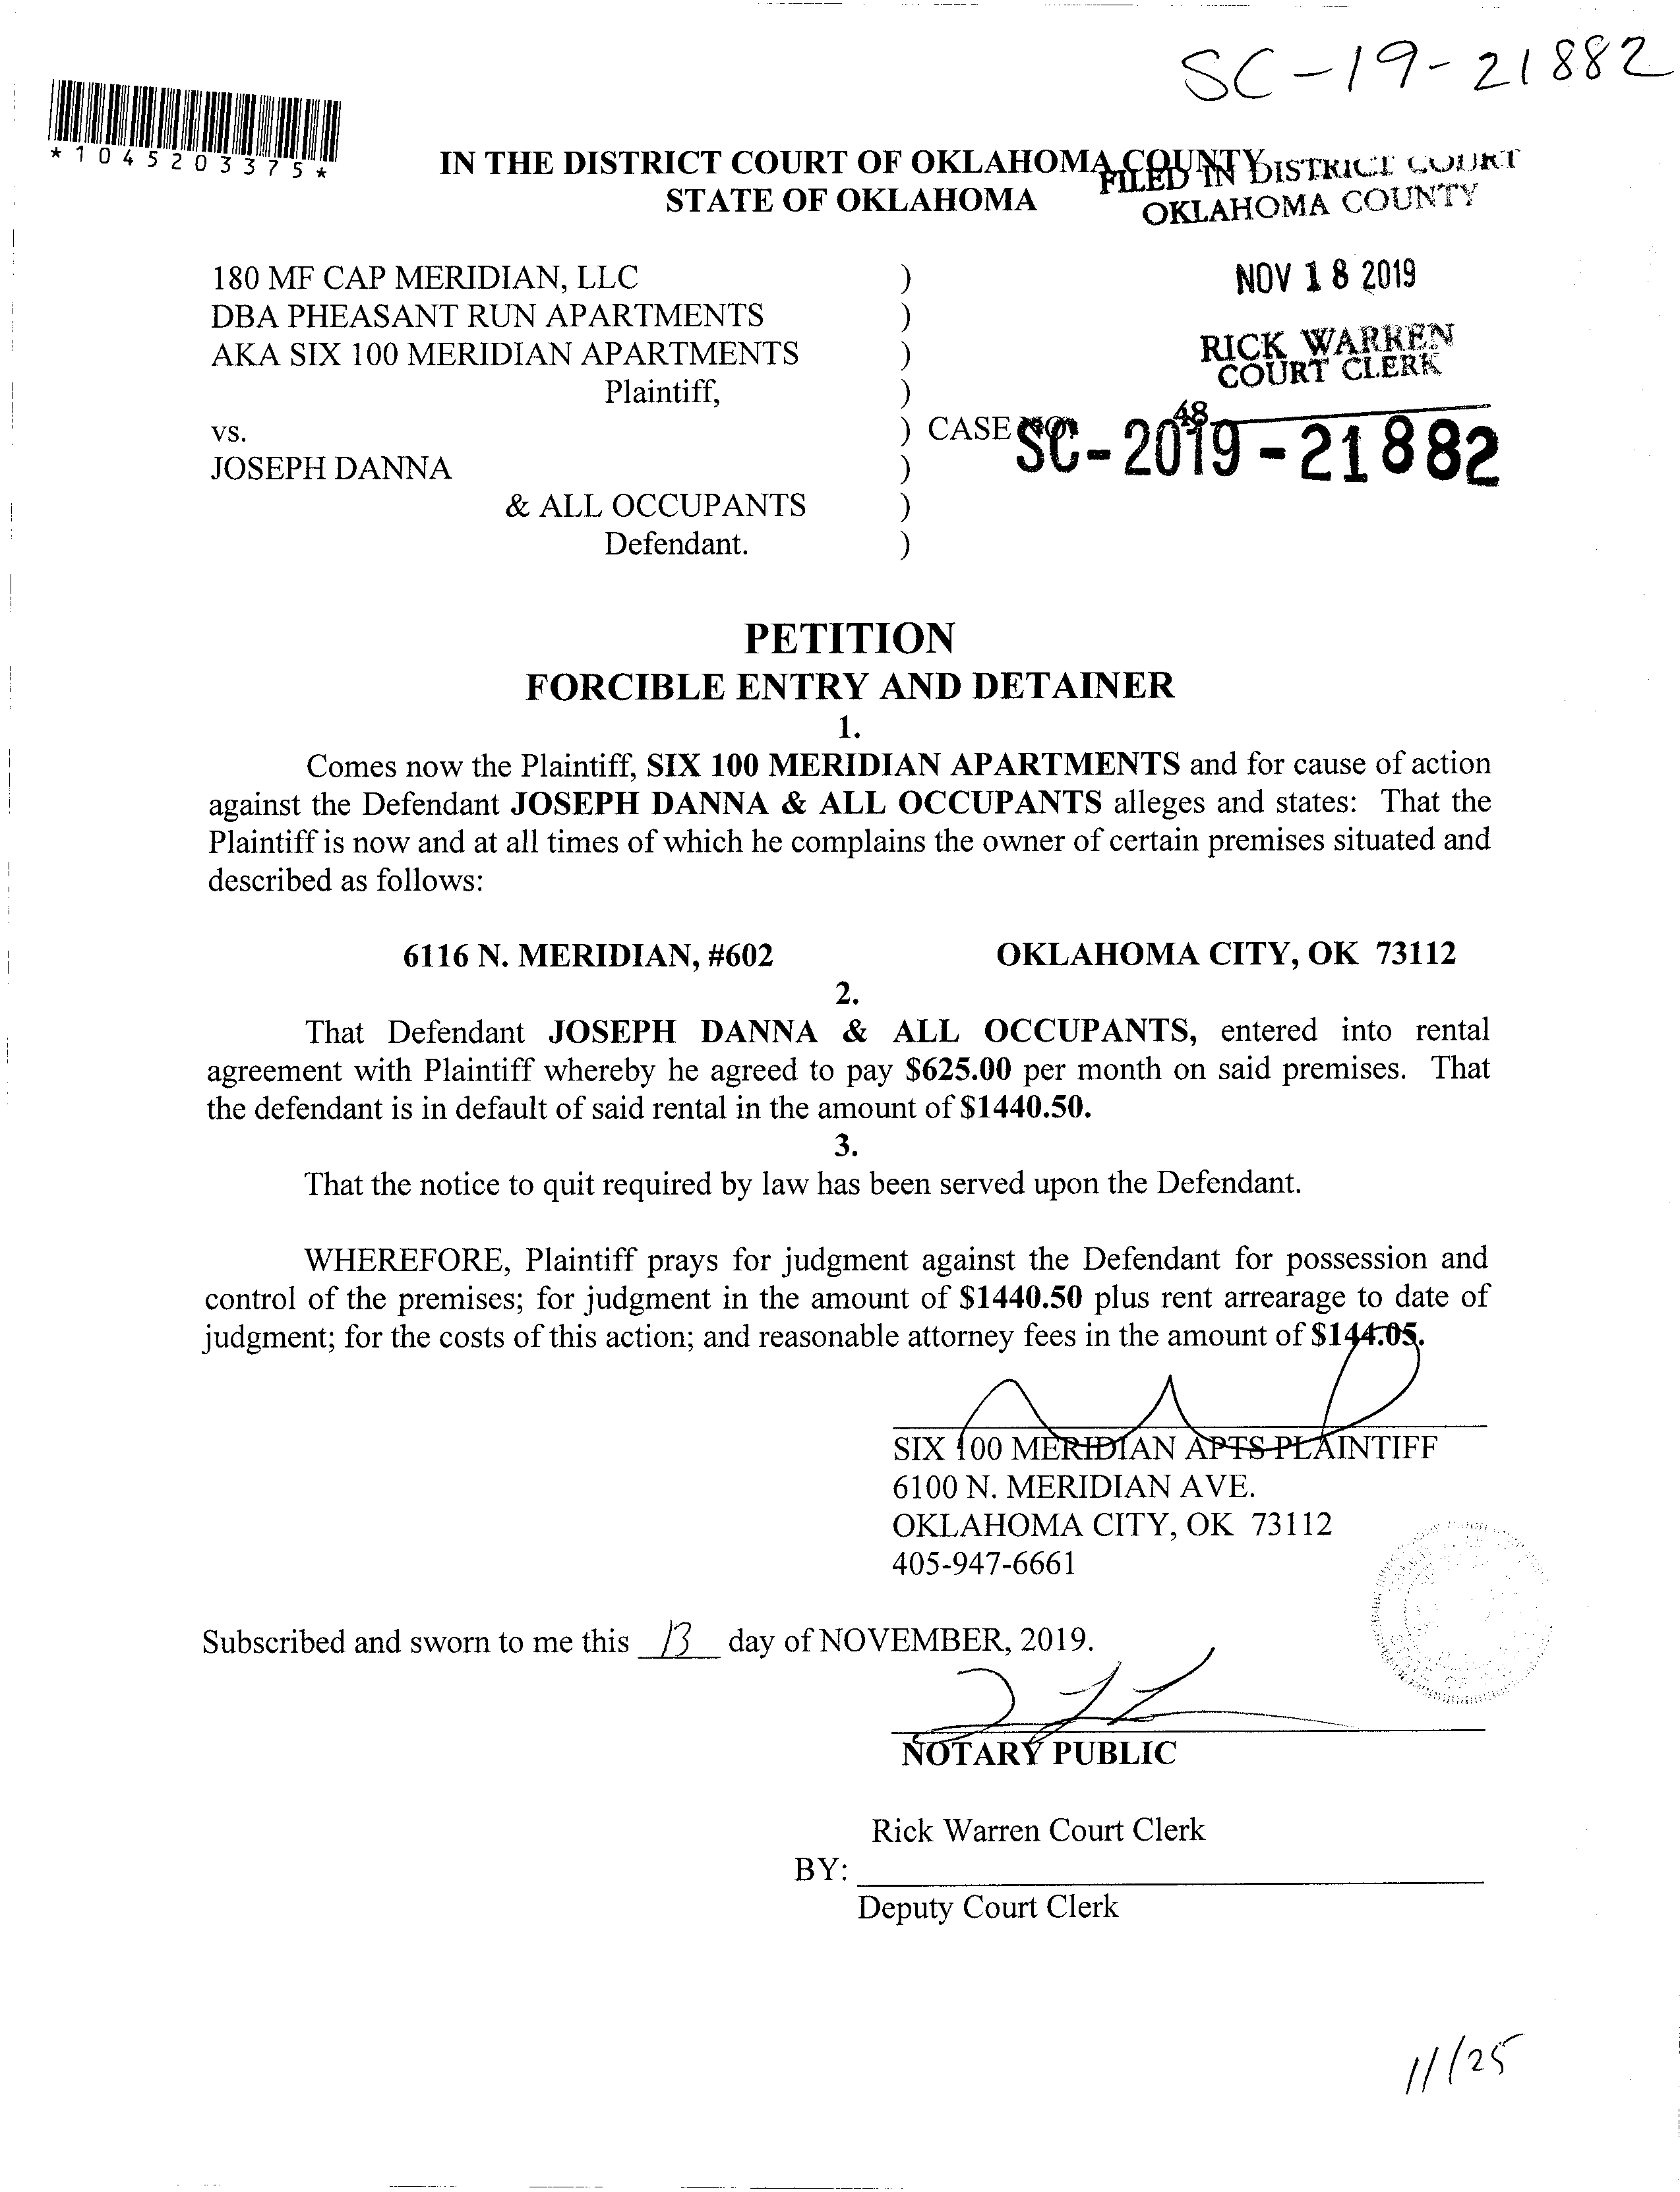 SC-19-21882
*1045203375*
IN THE DISTRICT COURT OF OKLAHOMA COUNTY
STATE OF OKLAHOMA
FILED IN DISTRICT COURT
OKLAHOMA COUNTY
NOV 18 2019
RICK WARREN
COURT CLERK
48
180 MF CAP MERIDIAN, LLC )
DBA PHEASANT RUN APARTMENTS )
AKA SIX 100 MERIDIAN APARTMENTS )
Plaintiff, )
vs. ) CASE NO. SC-2019-21882
JOSEPH DANNA )
& ALL OCCUPANTS )
Defendant. )
PETITION
FORCIBLE ENTRY AND DETAINER
1.
Comes now the Plaintiff, SIX 100 MERIDIAN APARTMENTS and for cause of action
against the Defendant JOSEPH DANNA & ALL OCCUPANTS alleges and states: That the
Plaintiff is now and at all times of which he complains the owner of certain premises situated and
described as follows:
6116 N. MERIDIAN, #602 OKLAHOMA CITY, OK 73112
2.
That Defendant JOSEPH DANNA & ALL OCCUPANTS, entered into rental
agreement with Plaintiff whereby he agreed to pay $625.00 per month on said premises. That
the defendant is in default of said rental in the amount of $1440.50.
3.
That the notice to quit required by law has been served upon the Defendant.
WHEREFORE, Plaintiff prays for judgment against the Defendant for possession and
control of the premises; for judgment in the amount of $1440.50 plus rent arrearage to date of
judgment; for the costs of this action; and reasonable attorney fees in the amount of $144.05.
SIX 100 MERIDIAN APTS PLAINTIFF
6100 N. MERIDIAN AVE.
OKLAHOMA CITY, OK 73112
405-947-6661
Subscribed and sworn to me this 13 day of NOVEMBER, 2019.
NOTARY PUBLIC
Rick Warren Court Clerk
BY:
Deputy Court Clerk
11/25